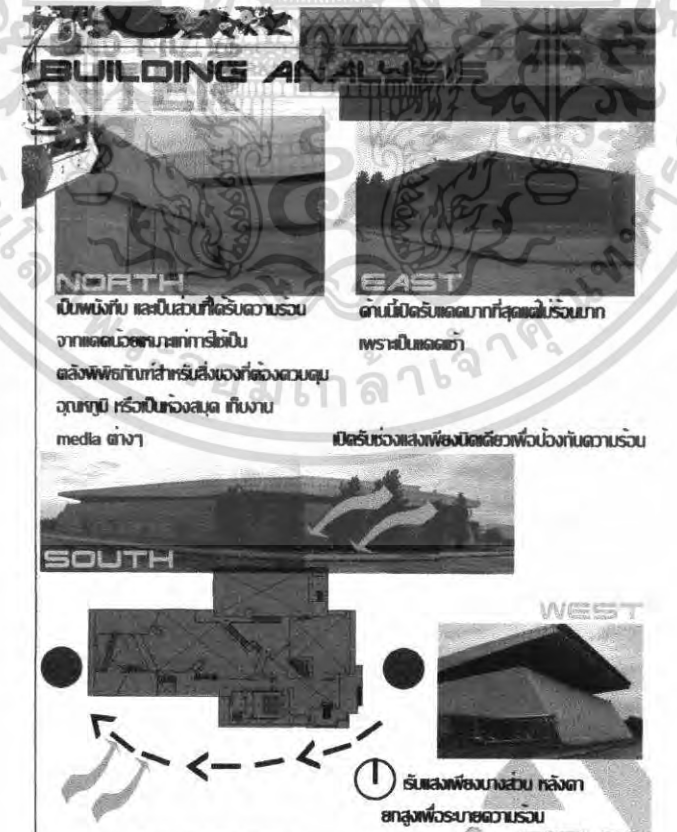 BUILDING ANALYSIS
NORTH
เป็นผนังทึบ และเป็นส่วนที่ได้รับความร้อน
จากแดดน้อยเหมาะแก่การใช้เป็น
คลังพิพิธภัณฑ์สำหรับสิ่งของที่ต้องควบคุม
อุณหภูมิ หรือเป็นห้องสมุด เก็บงาน
media ต่างๆ
EAST
ด้านนี้เปิดรับแดดมากที่สุดแต่ไม่ร้อนมาก
เพราะเป็นแดดเช้า
เปิดรับช่องแสงเพียงนิดเดียวเพื่อป้องกันความร้อน
SOUTH
WEST
รับแสงเพียงบางส่วน หลังคา
ยกสูงเพื่อระบายความร้อน